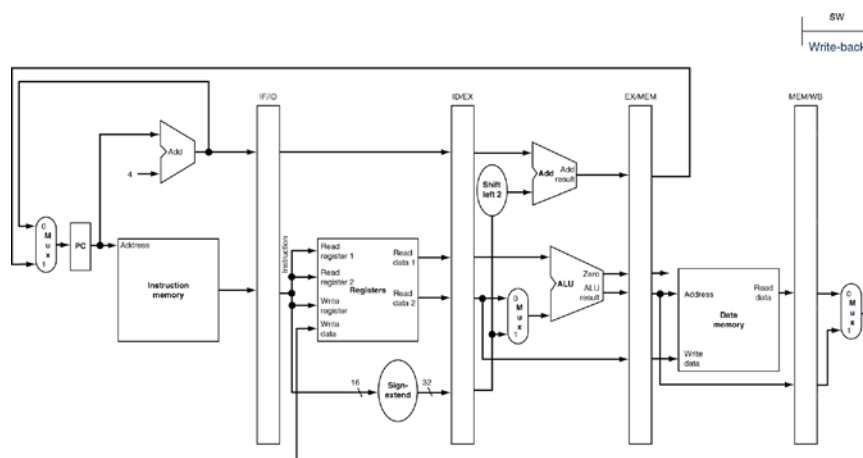 SW
Write-back
IF/ID
ID/EX
EX/MEM
MEM/WB
Add
4
Shift
left 2
Add
Add
result
0
M
u
x
1
PC
Address
Instruction
memory
Instruction
Read
register 1
Read
register 2
Write
register
Write
data
Registers
Read
data 1
Read
data 2
16
Sign-
extend
32
0
M
u
x
1
ALU
Zero
ALU
result
Address
Write
data
Data
memory
Read
data
0
M
u
x
1